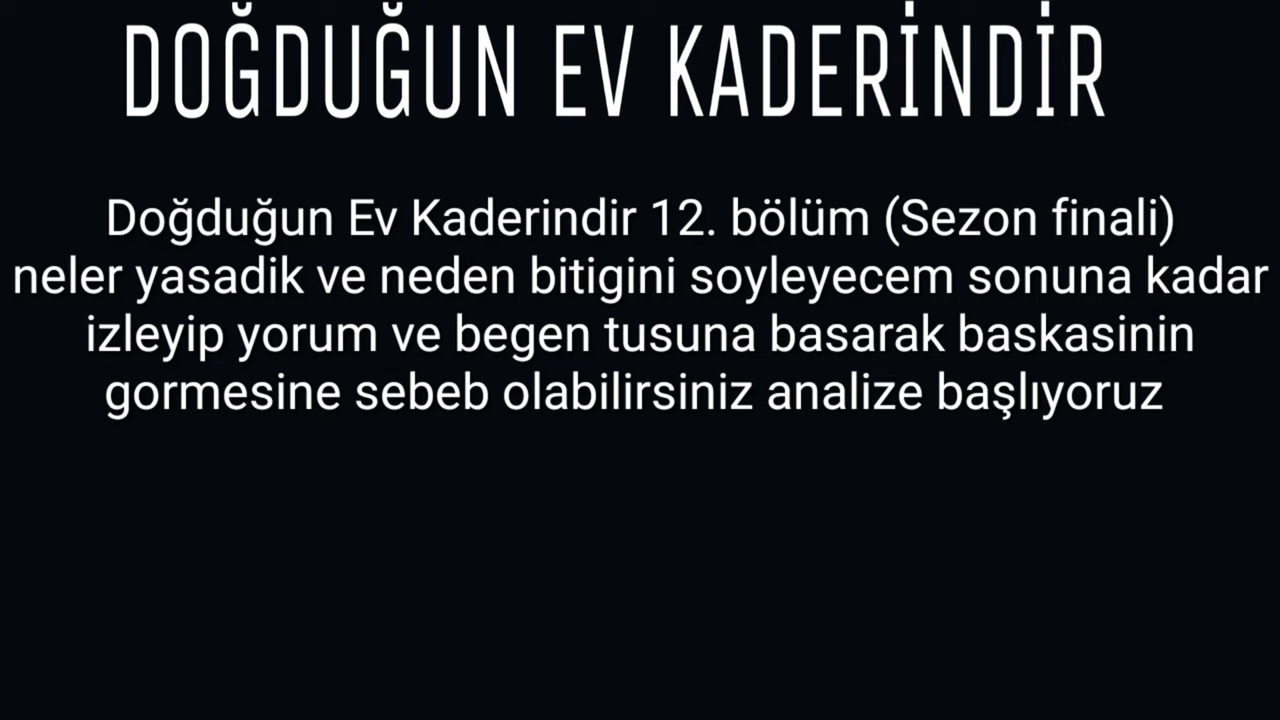 DOĞDUĞUN EV KADERİNDİR
Doğduğun Ev Kaderindir 12. bölüm (Sezon finali)
neler yasadik ve neden bitigini soyleyecem sonuna kadar
izleyip yorum ve begen tusuna basarak baskasinin
gormesine sebeb olabilirsiniz analize başlıyoruz